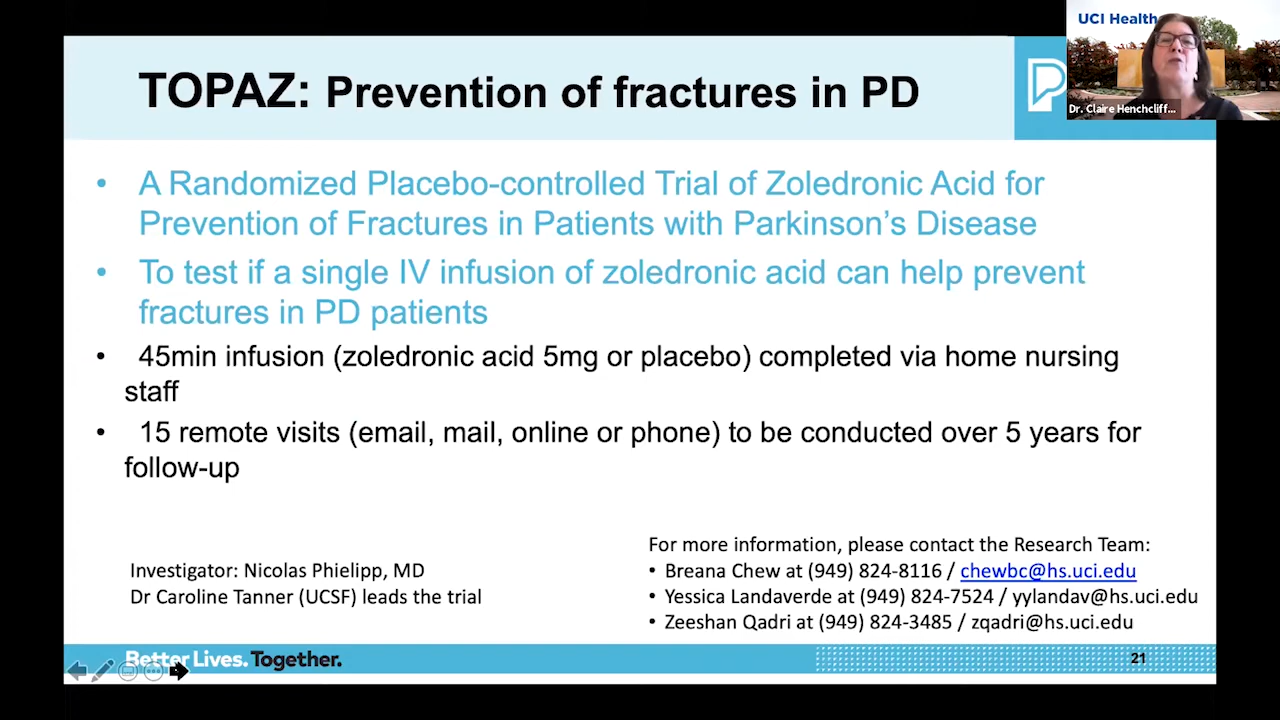 UCI Health
Dr. Claire Henchcliff...
TOPAZ: Prevention of fractures in PD
P
• A Randomized Placebo-controlled Trial of Zoledronic Acid for
Prevention of Fractures in Patients with Parkinson's Disease
• To test if a single IV infusion of zoledronic acid can help prevent
fractures in PD patients
• 45min infusion (zoledronic acid 5mg or placebo) completed via home nursing
staff
• 15 remote visits (email, mail, online or phone) to be conducted over 5 years for
follow-up
Investigator: Nicolas Phielipp, MD
Dr Caroline Tanner (UCSF) leads the trial
For more information, please contact the Research Team:
• Breana Chew at (949) 824-8116 / chewbc@hs.uci.edu
• Yessica Landaverde at (949) 824-7524 / yylandav@hs.uci.edu
• Zeeshan Qadri at (949) 824-3485 / zqadri@hs.uci.edu
Better Lives. Together.
21